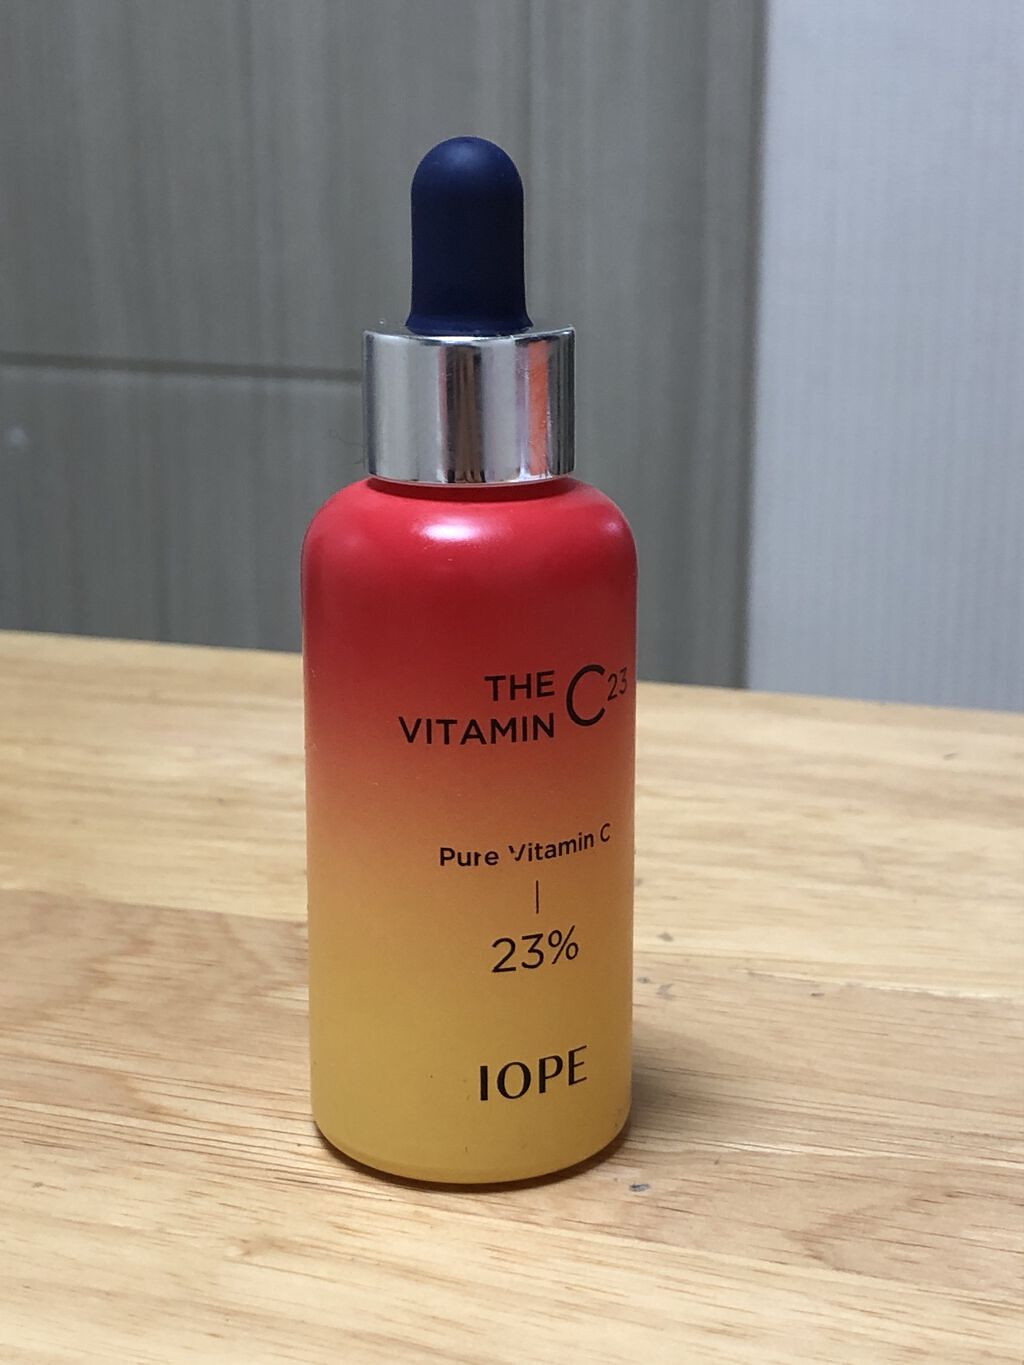 THE
VITAMIN C23
Pure Vitamin C
23%
IOPE